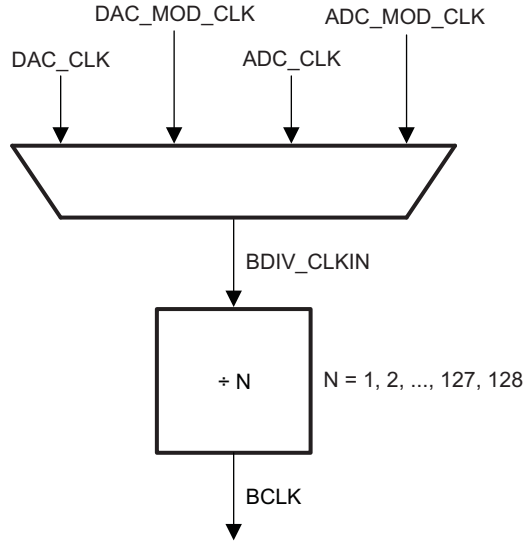 DAC_MOD_CLK
ADC_MOD_CLK
DAC_CLK
ADC_CLK
BDIV_CLKIN
÷ N
N = 1, 2, ..., 127, 128
BCLK